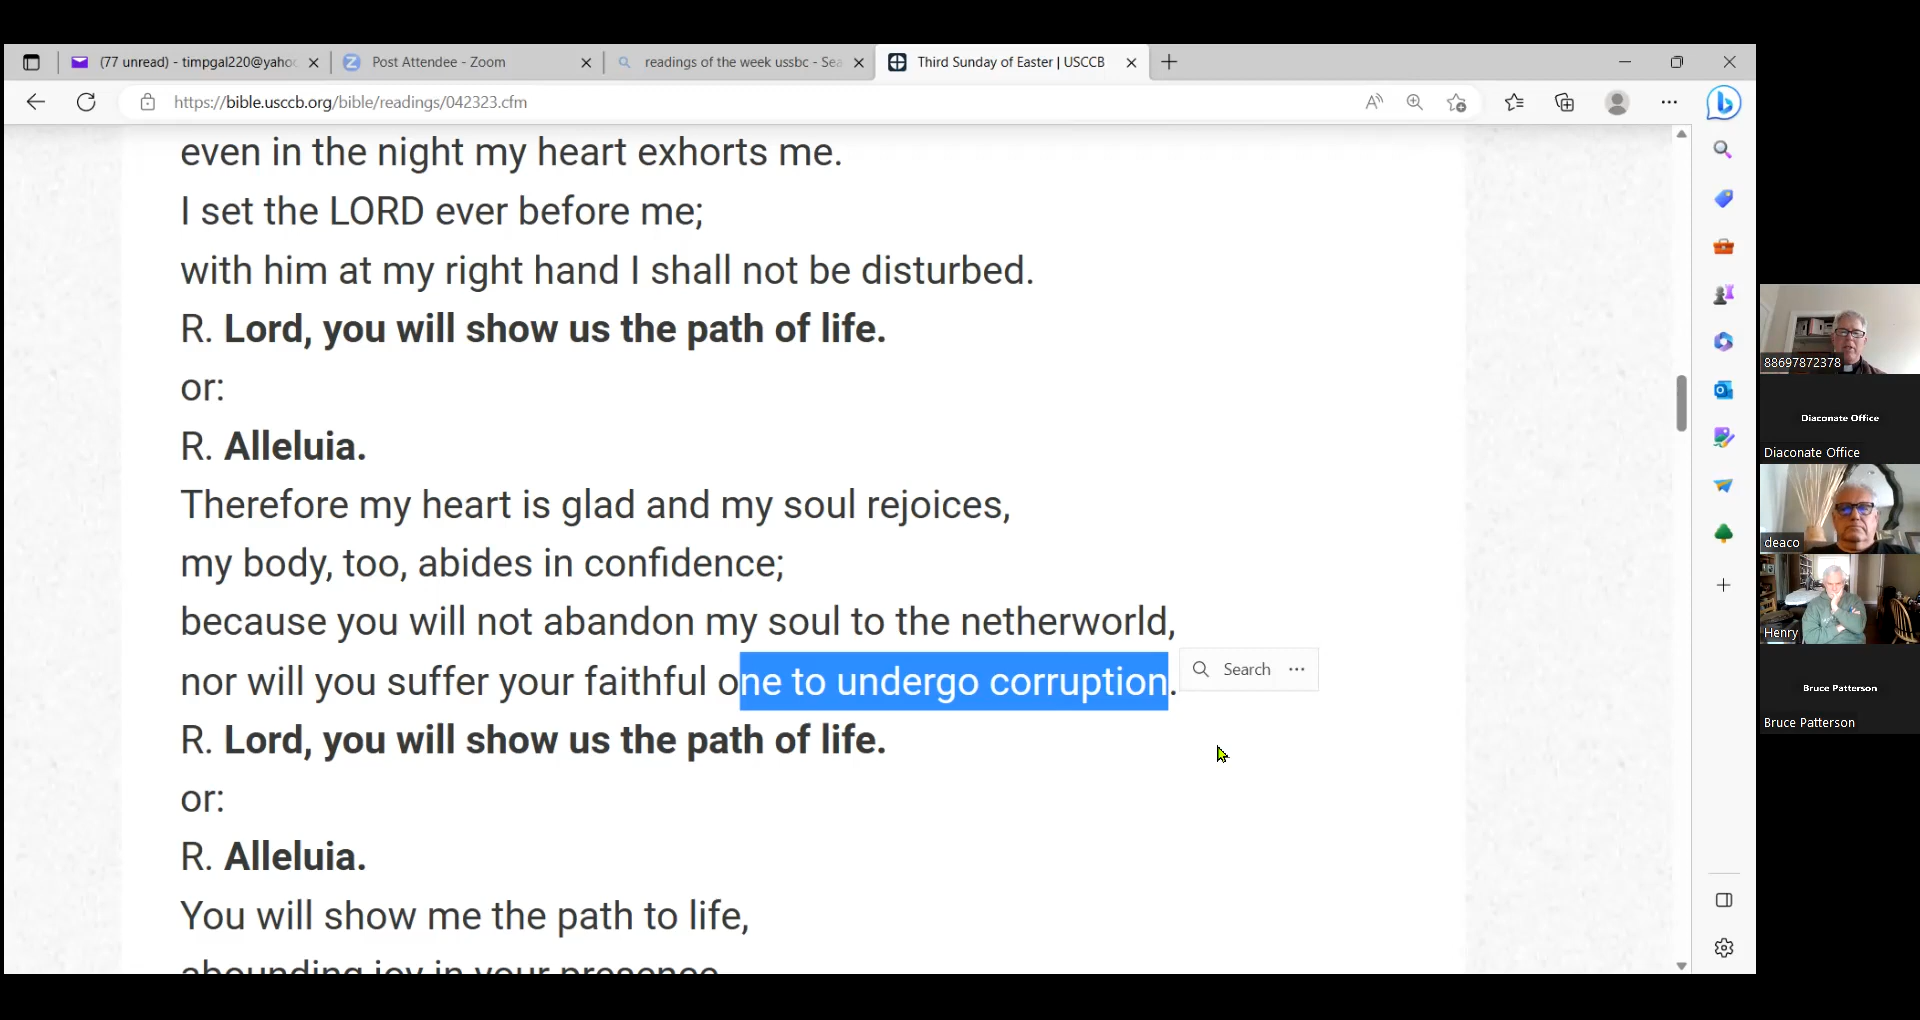 (77 unread) - timpgal220@yaho
Post Attendee - Zoom
readings of the week ussbc - Sea
Third Sunday of Easter | USCCB
https://bible.usccb.org/bible/readings/042323.cfm
even in the night my heart exhorts me.
I set the LORD ever before me;
with him at my right hand I shall not be disturbed.
R. Lord, you will show us the path of life.
or:
R. Alleluia.
Therefore my heart is glad and my soul rejoices,
my body, too, abides in confidence;
because you will not abandon my soul to the netherworld,
nor will you suffer your faithful one to undergo corruption.
Search
R. Lord, you will show us the path of life.
or:
R. Alleluia.
You will show me the path to life,
abounding joy in your presence
88697872378
Diaconate Office
Diaconate Office
deaco
Henry
Bruce Patterson
Bruce Patterson